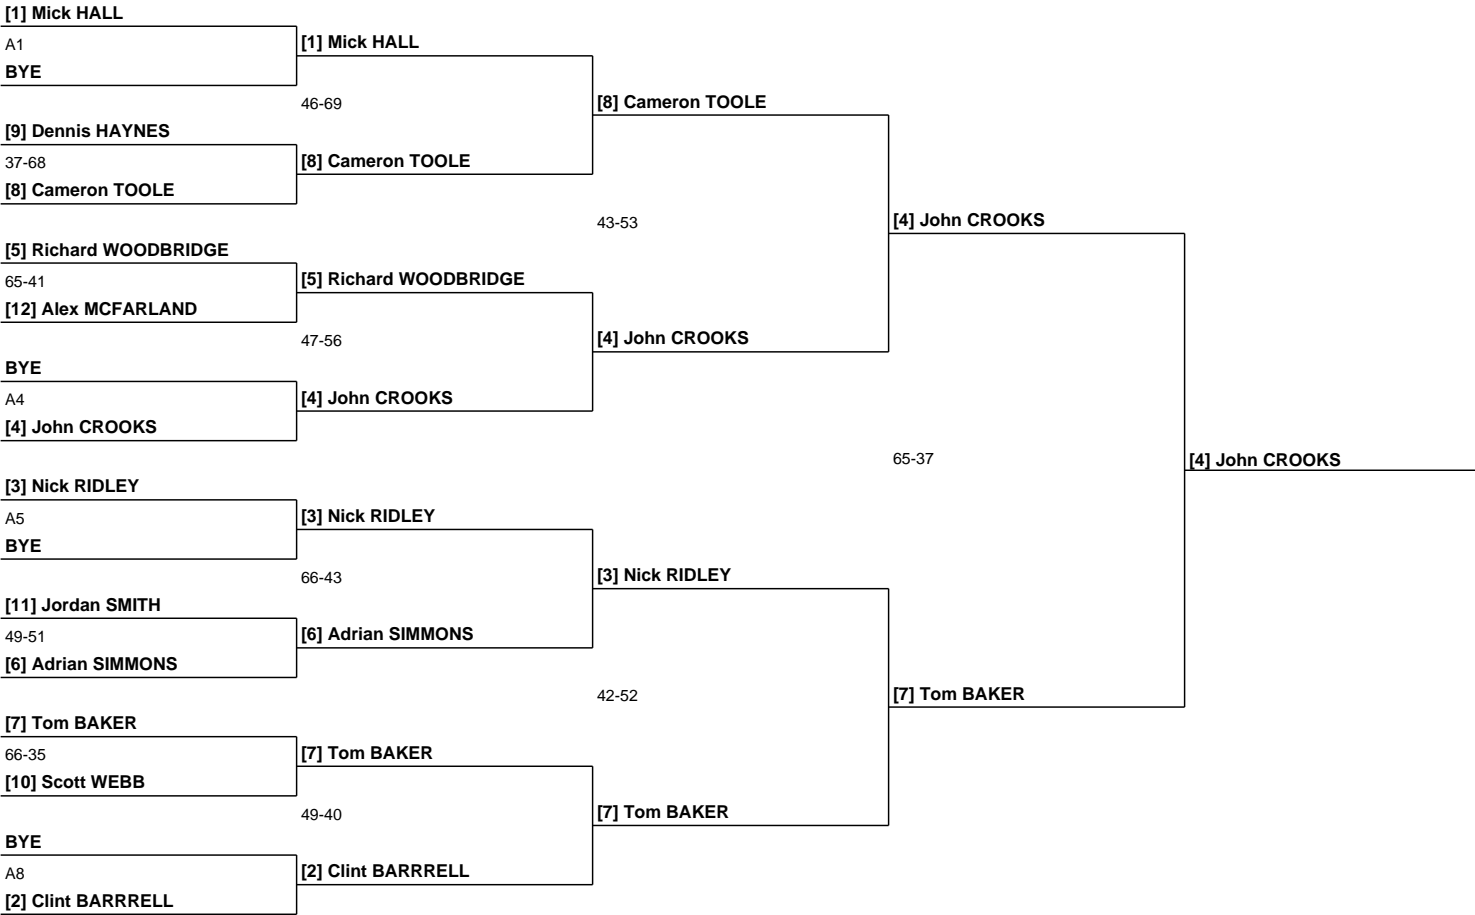 [1] Mick HALL
A1
BYE
[9] Dennis HAYNES
37-68
[8] Cameron TOOLE
[5] Richard WOODBRIDGE
65-41
[12] Alex MCFARLAND
BYE
A4
[4] John CROOKS
[3] Nick RIDLEY
A5
BYE
[11] Jordan SMITH
49-51
[6] Adrian SIMMONS
[7] Tom BAKER
66-35
[10] Scott WEBB
BYE
A8
[2] Clint BARRRELL
[1] Mick HALL
46-69
[8] Cameron TOOLE
[5] Richard WOODBRIDGE
47-56
[4] John CROOKS
[3] Nick RIDLEY
66-43
[6] Adrian SIMMONS
[7] Tom BAKER
49-40
[2] Clint BARRRELL
[8] Cameron TOOLE
43-53
[4] John CROOKS
[3] Nick RIDLEY
42-52
[7] Tom BAKER
[4] John CROOKS
65-37
[7] Tom BAKER
[4] John CROOKS